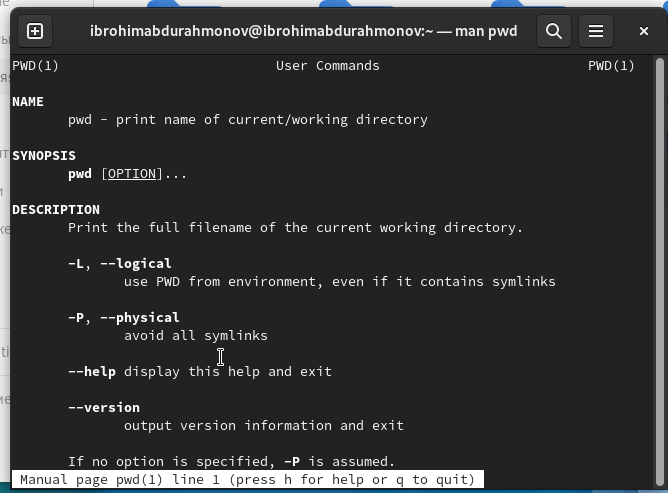 ibrohimabdurahmonov@ibrohimabdurahmonov:~ — man pwd
PWD(1) User Commands PWD(1)
NAME
pwd - print name of current/working directory
SYNOPSIS
pwd [OPTION]...
DESCRIPTION
Print the full filename of the current working directory.
-L, --logical
use PWD from environment, even if it contains symlinks
-P, --physical
avoid all symlinks
--help display this help and exit
--version
output version information and exit
If no option is specified, -P is assumed.
Manual page pwd(1) line 1 (press h for help or q to quit)